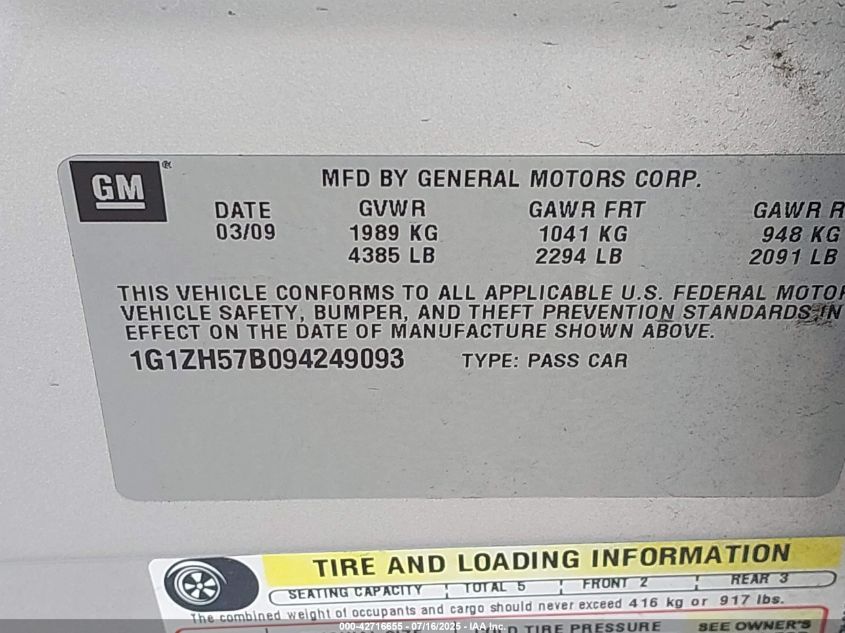 GM®
MFD BY GENERAL MOTORS CORP.
DATE GVWR GAWR FRT GAWR R
03/09 1989 KG 1041 KG 948 KG
4385 LB 2294 LB 2091 LB
THIS VEHICLE CONFORMS TO ALL APPLICABLE U.S. FEDERAL MOTOR
VEHICLE SAFETY, BUMPER, AND THEFT PREVENTION STANDARDS IN
EFFECT ON THE DATE OF MANUFACTURE SHOWN ABOVE.
1G1ZH57B094249093 TYPE: PASS CAR
TIRE AND LOADING INFORMATION
SEATING CAPACITY TOTAL 5 FRONT 2 REAR 3
The combined weight of occupants and cargo should never exceed 416 kg or 917 lbs.
TIRE PRESSURE SEE OWNER'S
000-42716655 - 07/16/2025 - IAA Inc.